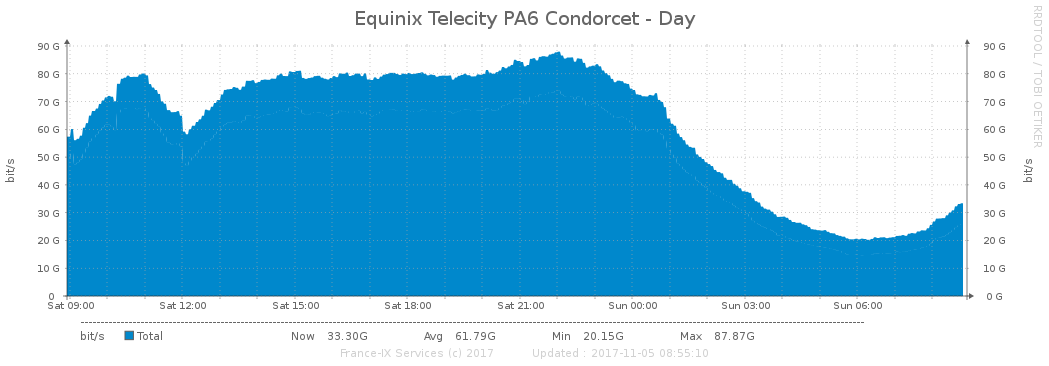 Equinix Telecity PA6 Condorcet - Day
RRDTOOL / TOBI OETIKER
90 G 90 G
80 G 80 G
70 G 70 G
60 G 60 G
50 G 50 G
40 G 40 G
30 G 30 G
20 G 20 G
10 G 10 G
0 0 G
bit/s bit/s
Sat 09:00 Sat 12:00 Sat 15:00 Sat 18:00 Sat 21:00 Sun 00:00 Sun 03:00 Sun 06:00
bit/s Total Now 33.30G Avg 61.79G Min 20.15G Max 87.87G
France-IX Services (c) 2017 Updated : 2017-11-05 08:55:10